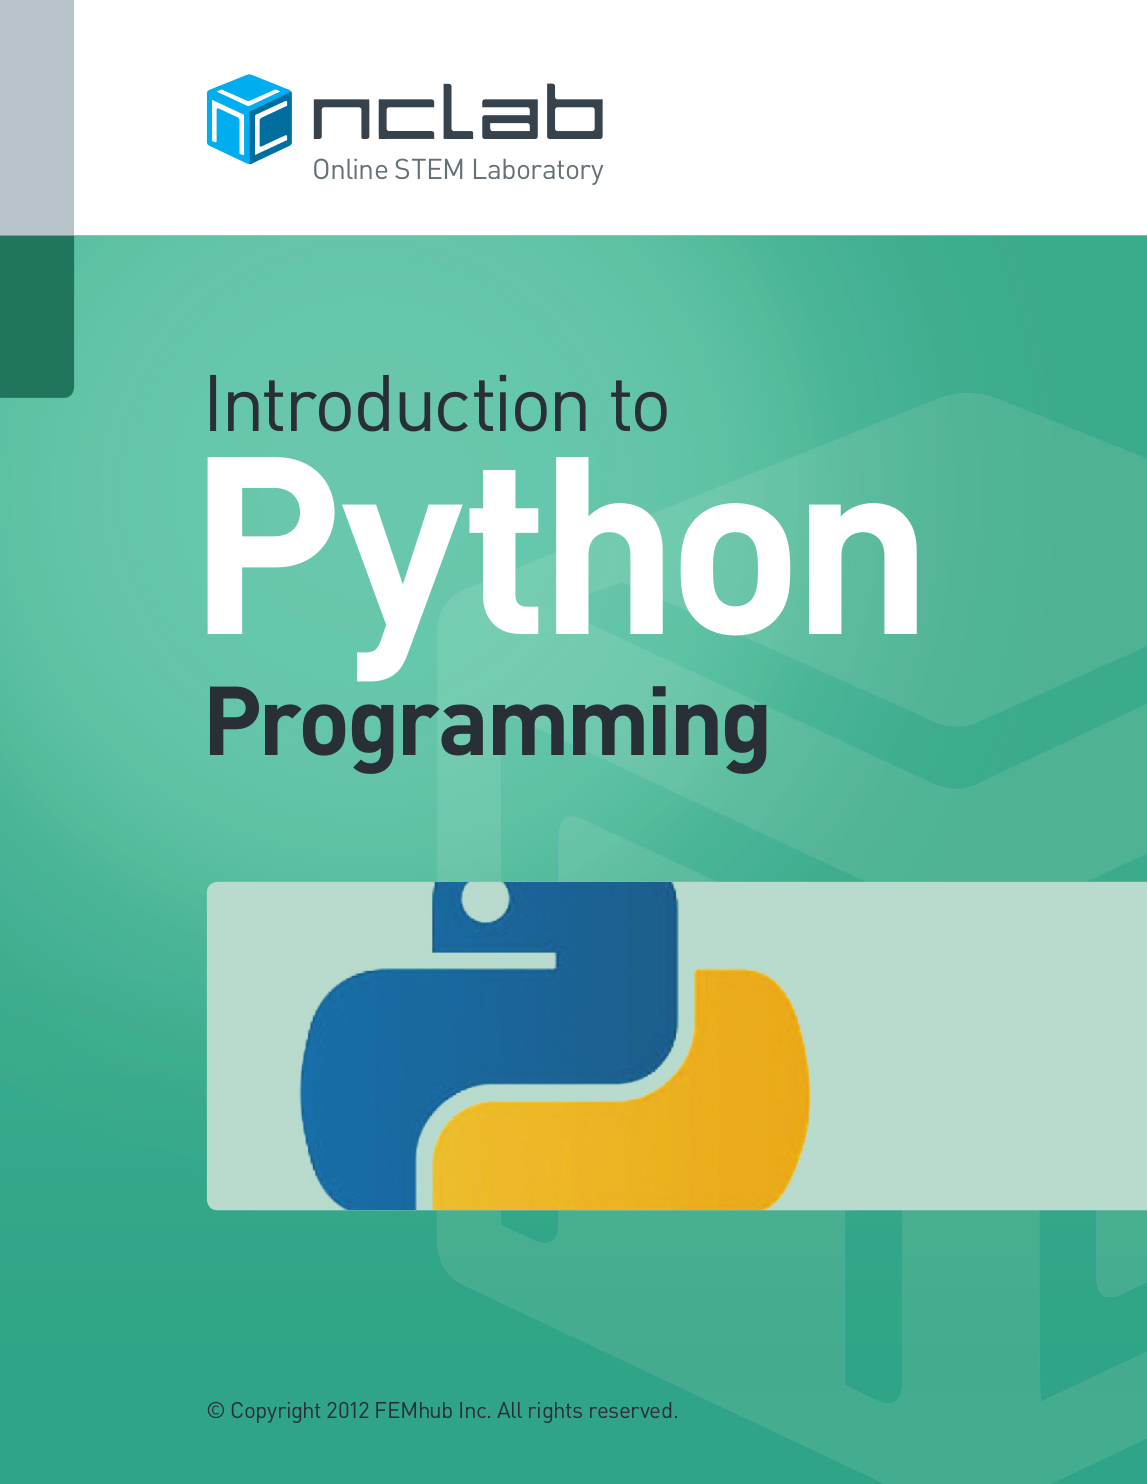 nclab
Online STEM Laboratory
Introduction to
Python
Programming
© Copyright 2012 FEMhub Inc. All rights reserved.